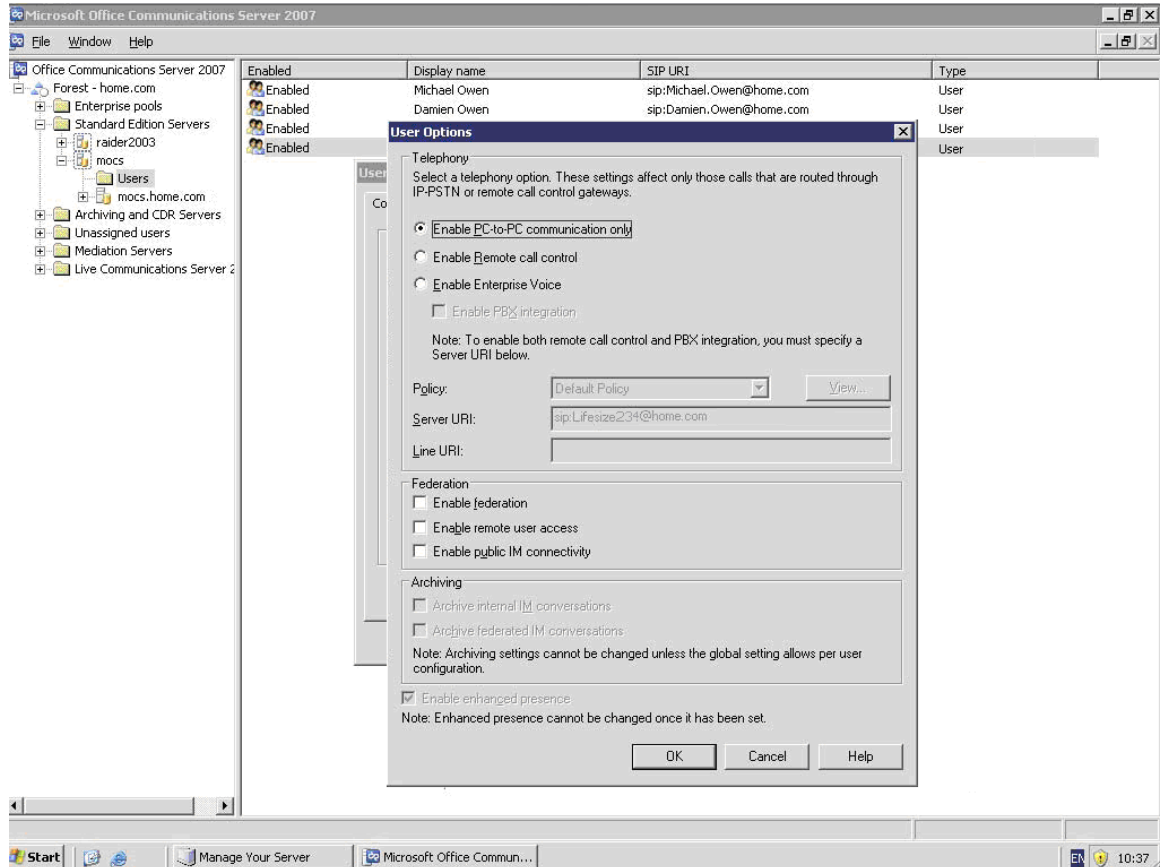 Microsoft Office Communications Server 2007
File Window Help
Office Communications Server 2007
Forest - home.com
Enterprise pools
Standard Edition Servers
raider2003
mocs
Users
mocs.home.com
Archiving and CDR Servers
Unassigned users
Mediation Servers
Live Communications Server 2
Enabled Display name SIP URI Type
Enabled Michael Owen sip:Michael.Owen@home.com User
Enabled Damien Owen sip:Damien.Owen@home.com User
Enabled User
Enabled User
User
Co
User Options
Telephony
Select a telephony option. These settings affect only those calls that are routed through
IP-PSTN or remote call control gateways.
Enable PC-to-PC communication only
Enable Remote call control
Enable Enterprise Voice
Enable PBX integration
Note: To enable both remote call control and PBX integration, you must specify a
Server URI below.
Policy: Default Policy View...
Server URI: sip:Lifesize234@home.com
Line URI:
Federation
Enable federation
Enable remote user access
Enable public IM connectivity
Archiving
Archive internal IM conversations
Archive federated IM conversations
Note: Archiving settings cannot be changed unless the global setting allows per user
configuration.
Enable enhanced presence
Note: Enhanced presence cannot be changed once it has been set.
OK Cancel Help
Start Manage Your Server Microsoft Office Commun... EN 10:37